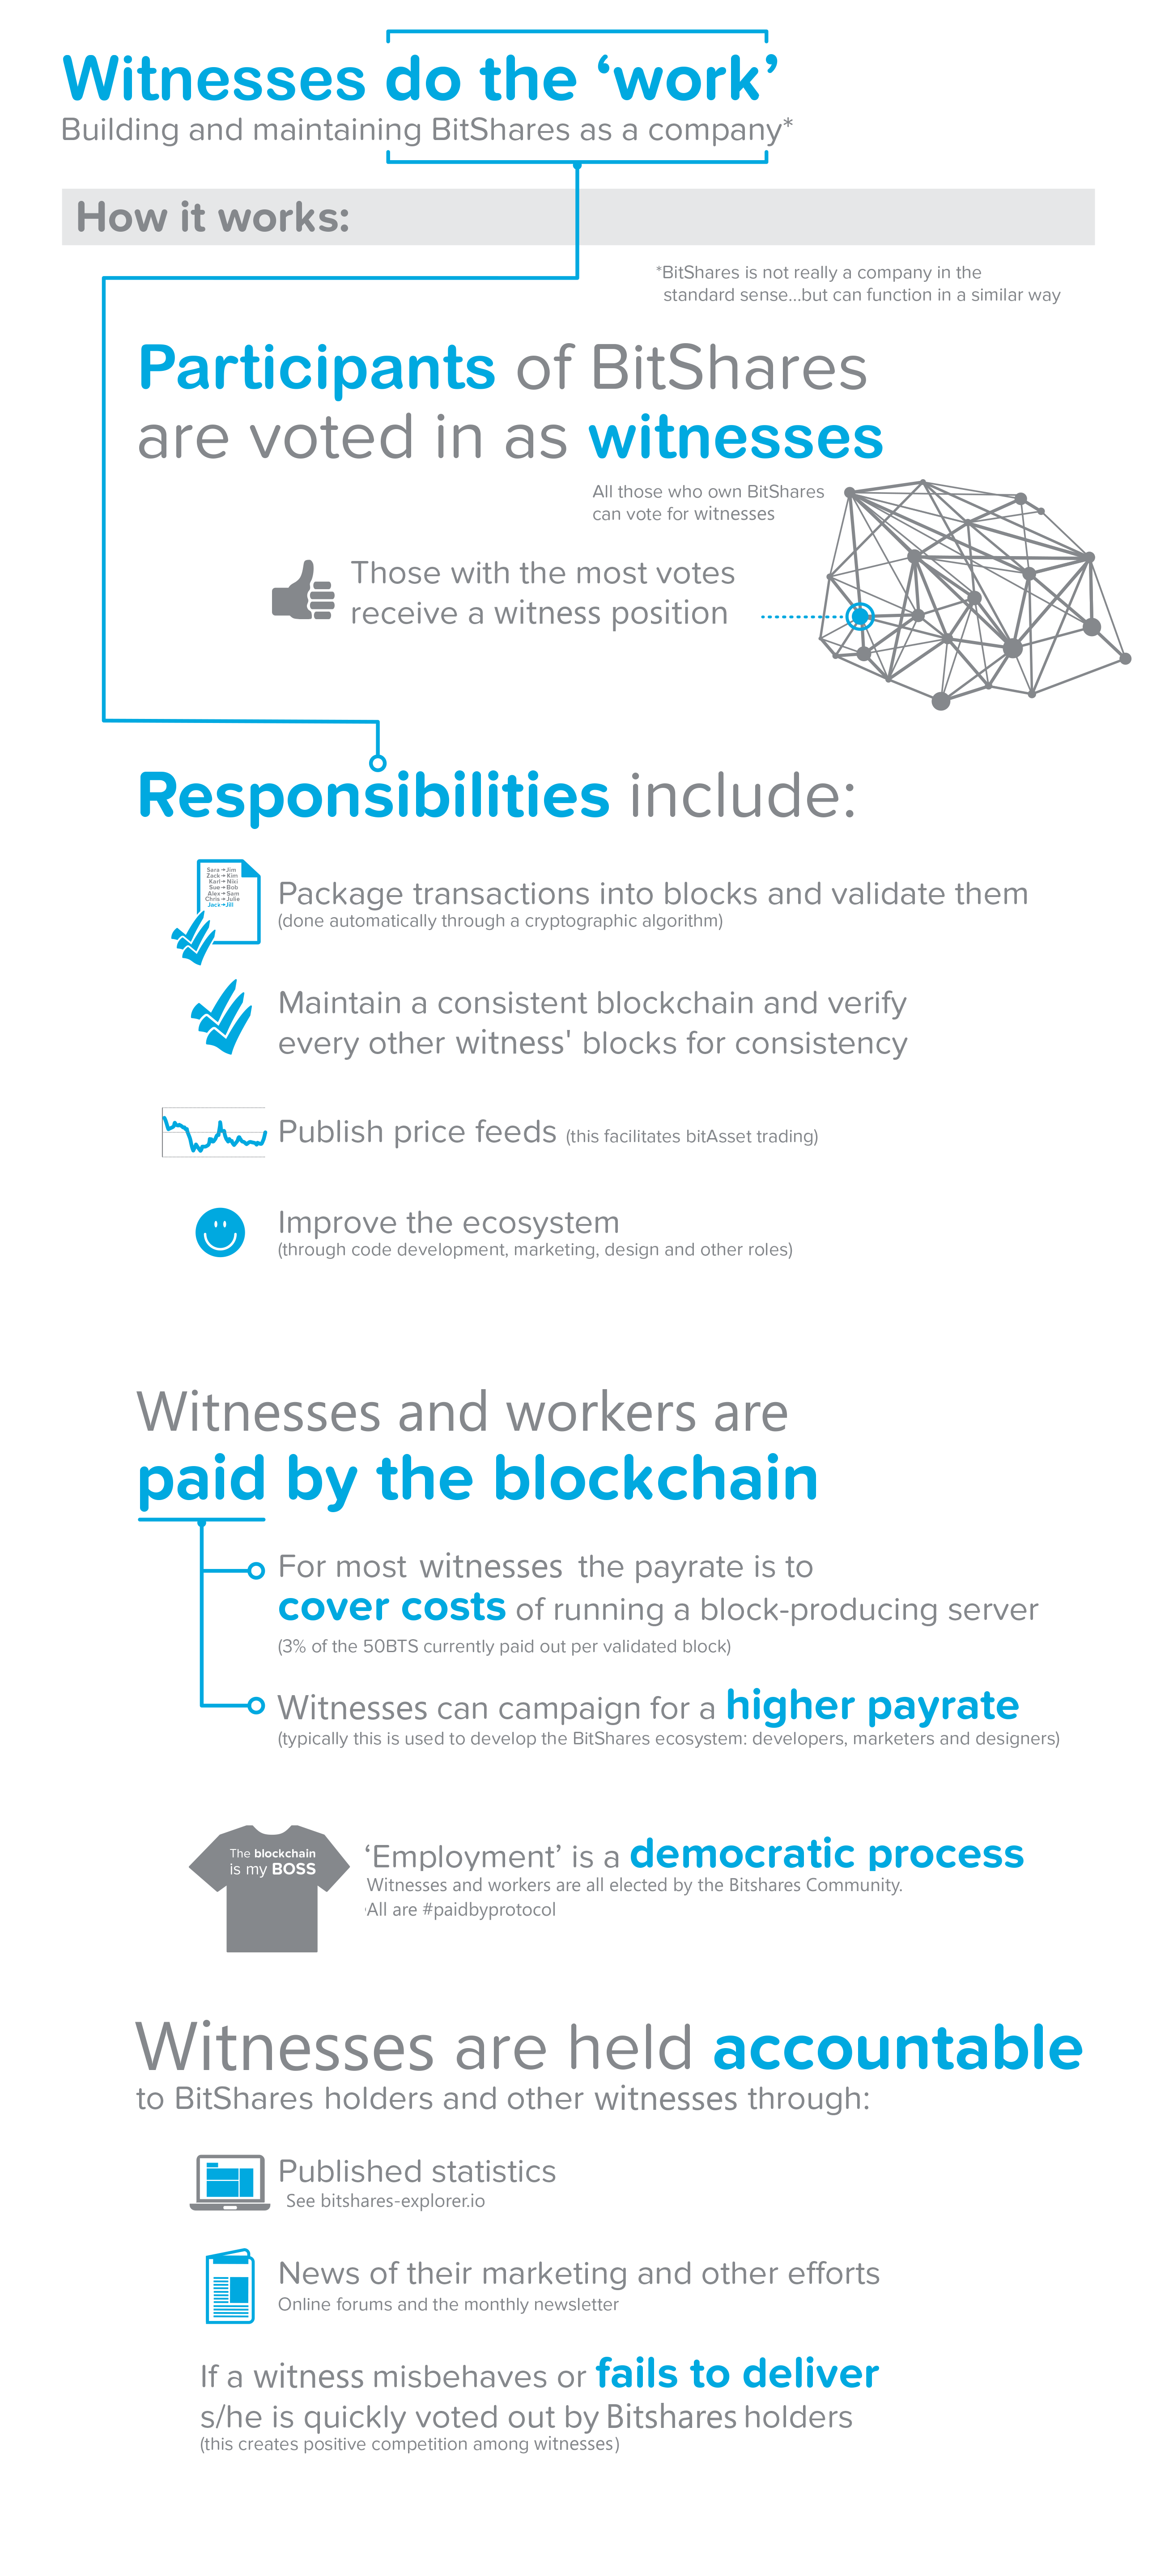 Witnesses do the ‘work’
Building and maintaining BitShares as a company*
How it works:
*BitShares is not really a company in the
standard sense...but can function in a similar way
Participants of BitShares
are voted in as witnesses
All those who own BitShares
can vote for witnesses
Those with the most votes
receive a witness position
Responsibilities include:
Sara➝Jim
Zack➝Kim
Karl➝Niki
Sue➝Bob
Alex➝Sam
Chris➝Julie
Jack➝Jill
Package transactions into blocks and validate them
(done automatically through a cryptographic algorithm)
Maintain a consistent blockchain and verify
every other witness' blocks for consistency
Publish price feeds (this facilitates bitAsset trading)
Improve the ecosystem
(through code development, marketing, design and other roles)
Witnesses and workers are
paid by the blockchain
For most witnesses the payrate is to
cover costs of running a block-producing server
(3% of the 50BTS currently paid out per validated block)
Witnesses can campaign for a higher payrate
(typically this is used to develop the BitShares ecosystem: developers, marketers and designers)
The blockchain
is my BOSS
‘Employment’ is a democratic process
Witnesses and workers are all elected by the Bitshares Community.
All are #paidbyprotocol
Witnesses are held accountable
to BitShares holders and other witnesses through:
Published statistics
See bitshares-explorer.io
News of their marketing and other efforts
Online forums and the monthly newsletter
If a witness misbehaves or fails to deliver
s/he is quickly voted out by Bitshares holders
(this creates positive competition among witnesses)